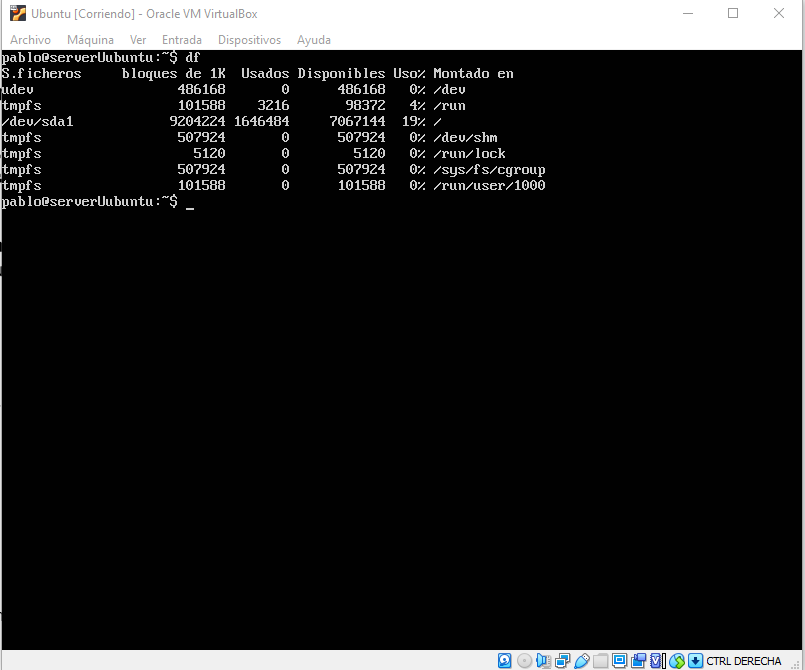 Ubuntu [Corriendo] - Oracle VM VirtualBox
Archivo Máquina Ver Entrada Dispositivos Ayuda
pablo@serverUubuntu:~$ df
S.ficheros     bloques de 1K  Usados Disponibles Uso% Montado en
udev                  486168       0      486168   0% /dev
tmpfs                 101588    3216       98372   4% /run
/dev/sda1            9204224 1646484     7067144  19% /
tmpfs                 507924       0      507924   0% /dev/shm
tmpfs                   5120       0        5120   0% /run/lock
tmpfs                 507924       0      507924   0% /sys/fs/cgroup
tmpfs                 101588       0      101588   0% /run/user/1000
pablo@serverUubuntu:~$ _
CTRL DERECHA